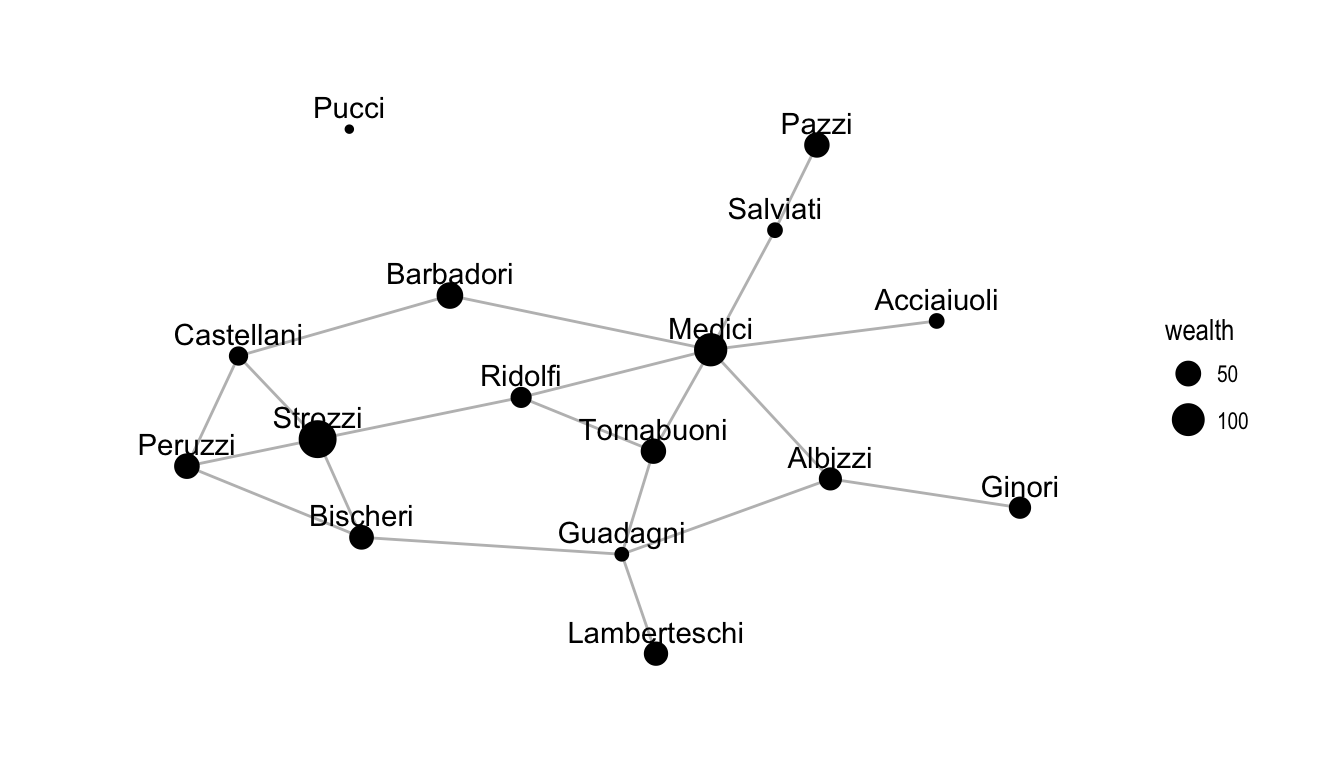 Pucci
Pazzi
Salviati
Barbadori
Acciaiuoli
Castellani
Medici
wealth
Ridolfi
50
Strozzi
100
Tornabuoni
Peruzzi
Albizzi
Ginori
Bischeri
Guadagni
Lamberteschi